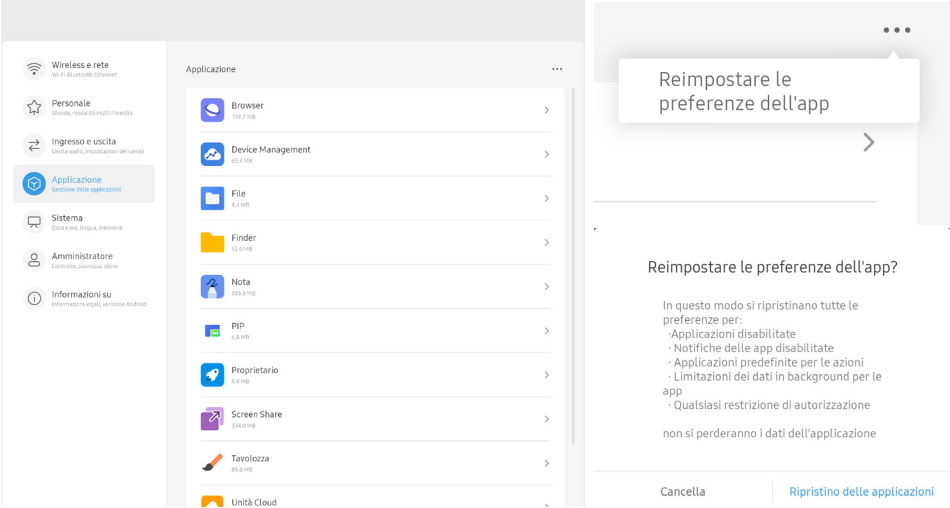 Wireless e rete
Wi-Fi Bluetooth Ethernet
Personale
Sfondo, modalità multi-finestra
Ingresso e uscita
Uscita audio, impostazioni dei canali
Applicazione
Gestione delle applicazioni
Sistema
Data e ora, lingua, memoria
Amministratore
Controllo, sicurezza, clone
Informazioni su
Informazioni legali, versione Android
Applicazione
Browser
199.7 MB
Device Management
65.4 MB
File
4.4 MB
Finder
52.0 MB
Nota
366.5 MB
PIP
6.8 MB
Proprietario
8.8 MB
Screen Share
334.0 MB
Tavolozza
89.8 MB
Unità Cloud
Reimpostare le
preferenze dell'app
Reimpostare le preferenze dell'app?
In questo modo si ripristinano tutte le
preferenze per:
·Applicazioni disabilitate
· Notifiche delle app disabilitate
· Applicazioni predefinite per le azioni
· Limitazioni dei dati in background per le
app
· Qualsiasi restrizione di autorizzazione
non si perderanno i dati dell'applicazione
Cancella
Ripristino delle applicazioni